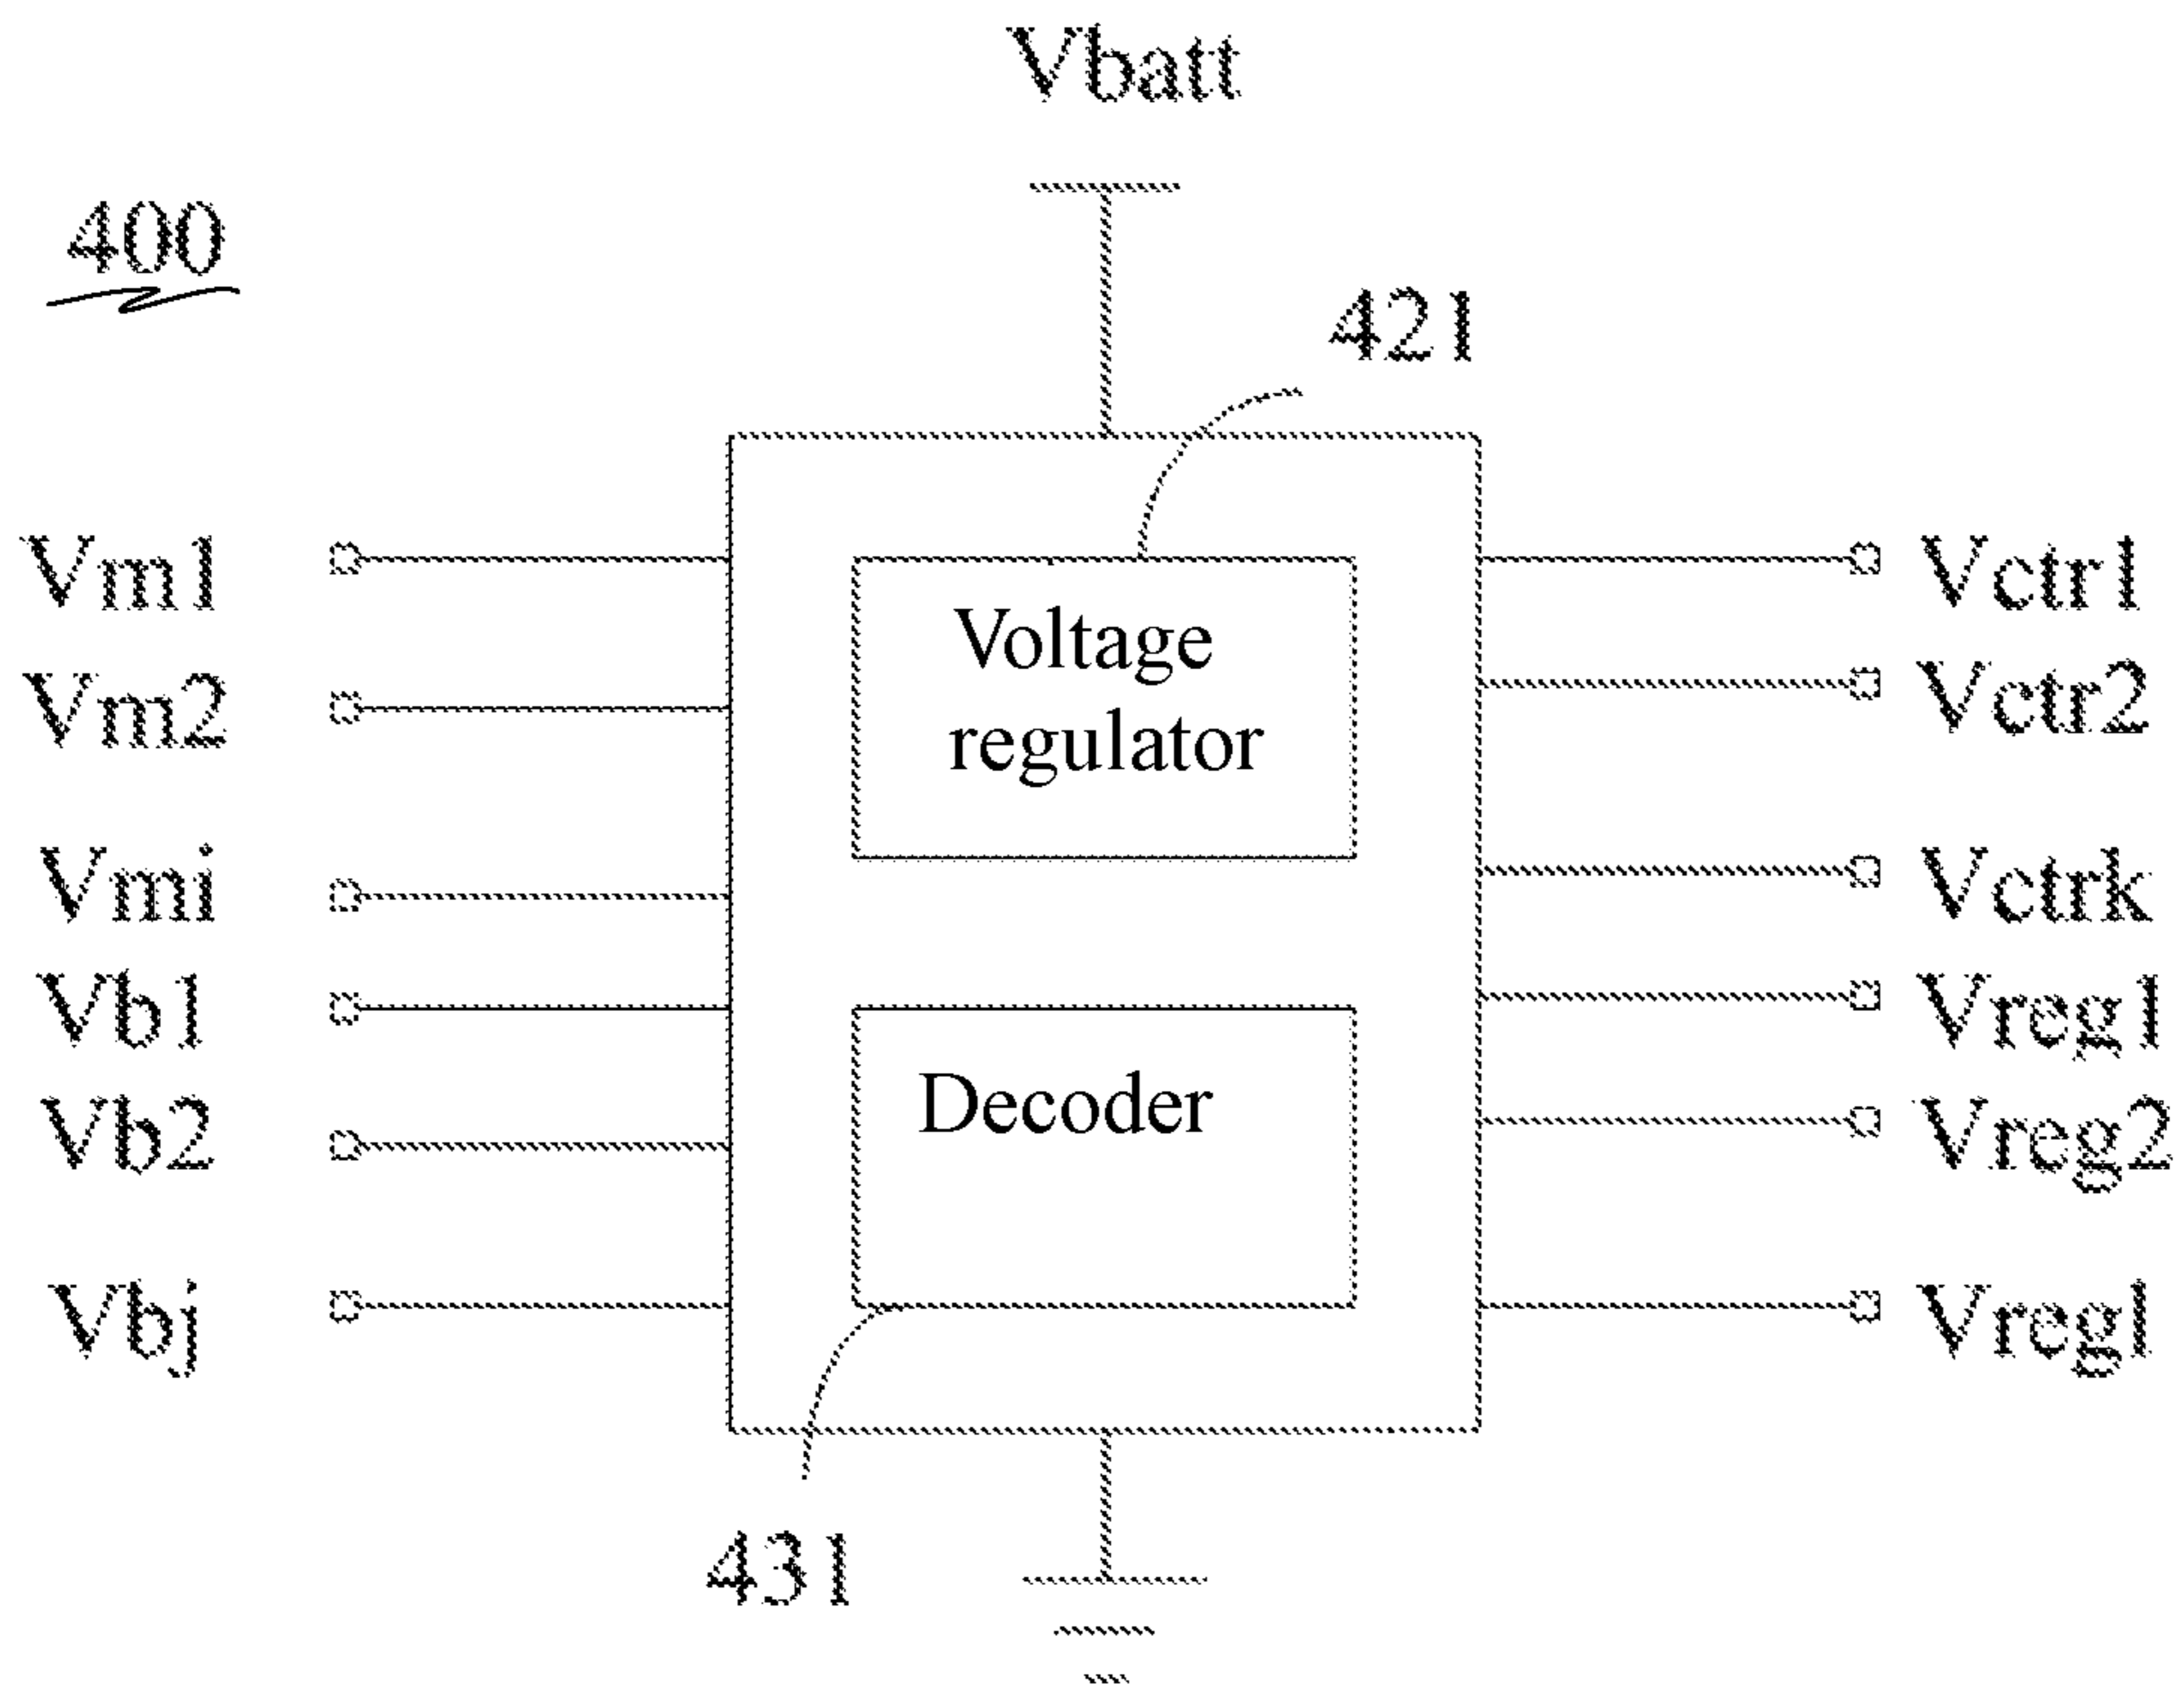 Vbatt
400
421
Vm1
Vm2
Vmi
Vb1
Vb2
Vbj
Voltage
regulator
Decoder
Vctr1
Vctr2
Vctrk
Vreg1
Vreg2
Vregl
431